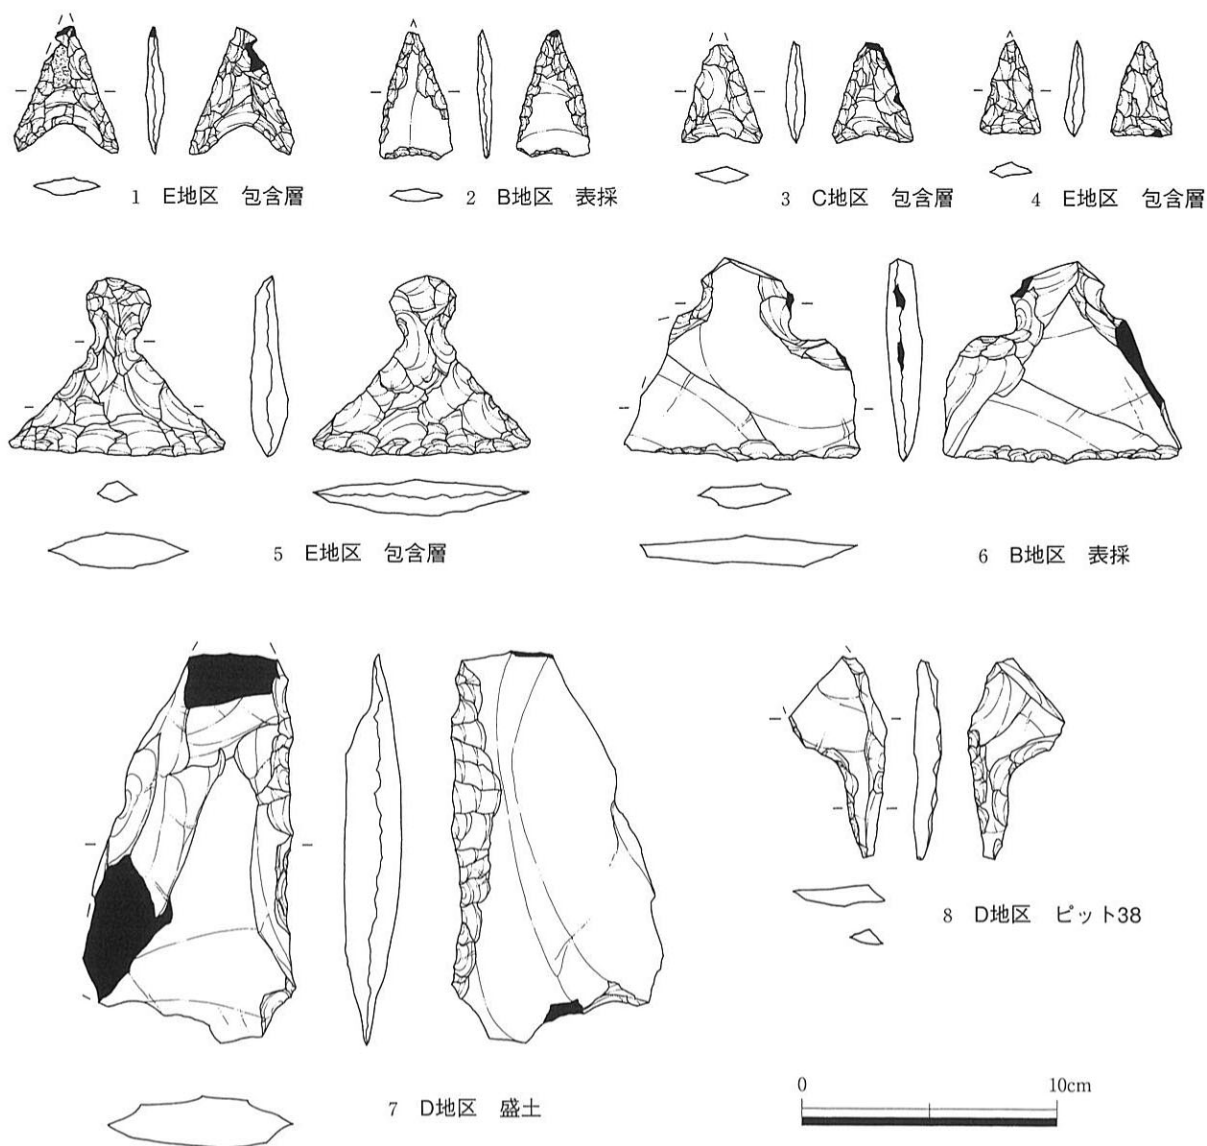 1 E地区 包含層
2 B地区 表採
3 C地区 包含層
4 E地区 包含層
5 E地区 包含層
6 B地区 表採
7 D地区 盛土
8 D地区 ピット38
0 10cm